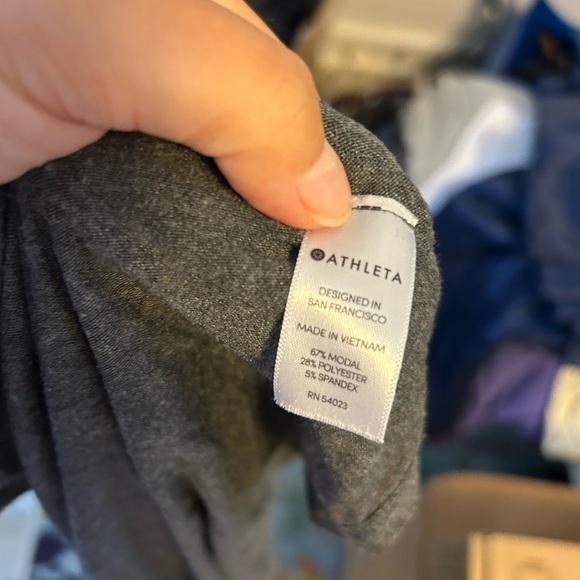 ATHLETA
DESIGNED IN
SAN FRANCISCO
MADE IN VIETNAM
67% MODAL
28% POLYESTER
5% SPANDEX
RN 54023